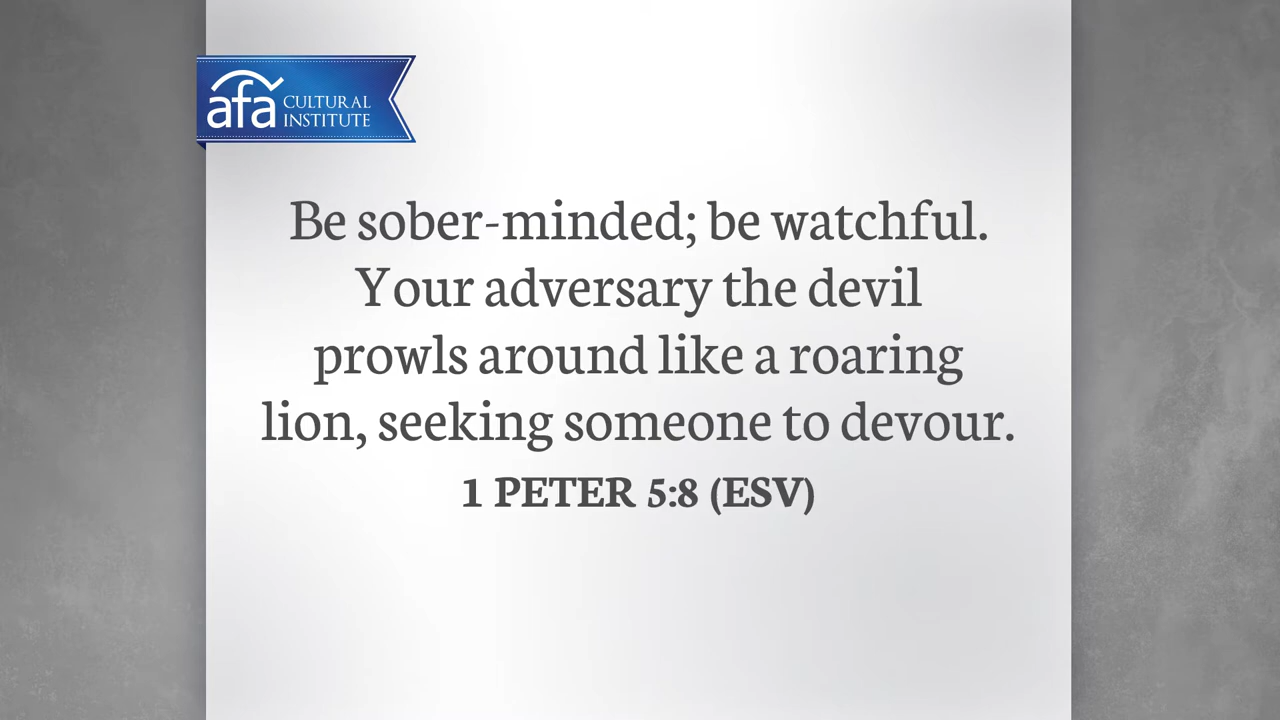 afa CULTURAL
INSTITUTE
Be sober-minded; be watchful.
Your adversary the devil
prowls around like a roaring
lion, seeking someone to devour.
1 PETER 5:8 (ESV)